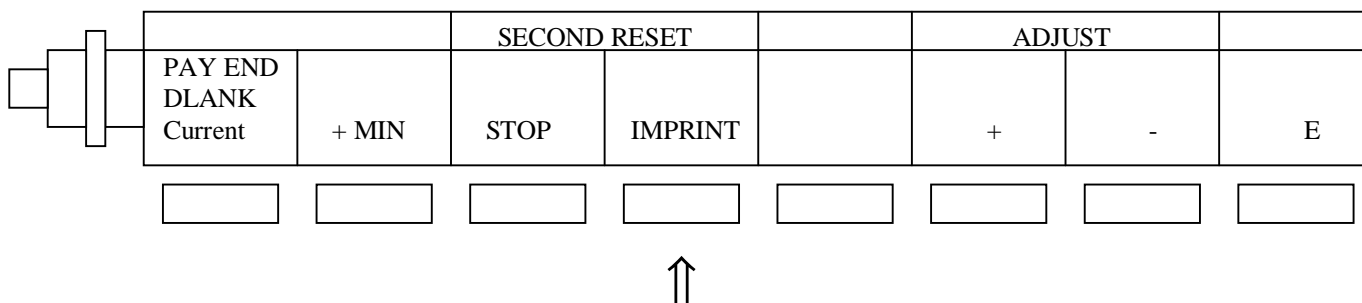 SECOND RESET
ADJUST
PAY END
DLANK
Current
+ MIN
STOP
IMPRINT
+
-
E